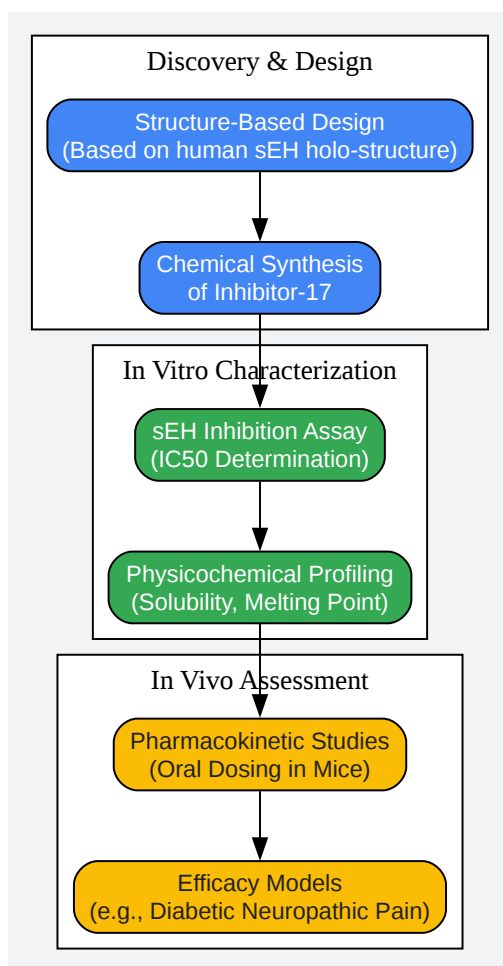 Discovery & Design
Structure-Based Design
(Based on human sEH holo-structure)
Chemical Synthesis
of Inhibitor-17
In Vitro Characterization
sEH Inhibition Assay
(IC50 Determination)
Physicochemical Profiling
(Solubility, Melting Point)
In Vivo Assessment
Pharmacokinetic Studies
(Oral Dosing in Mice)
Efficacy Models
(e.g., Diabetic Neuropathic Pain)